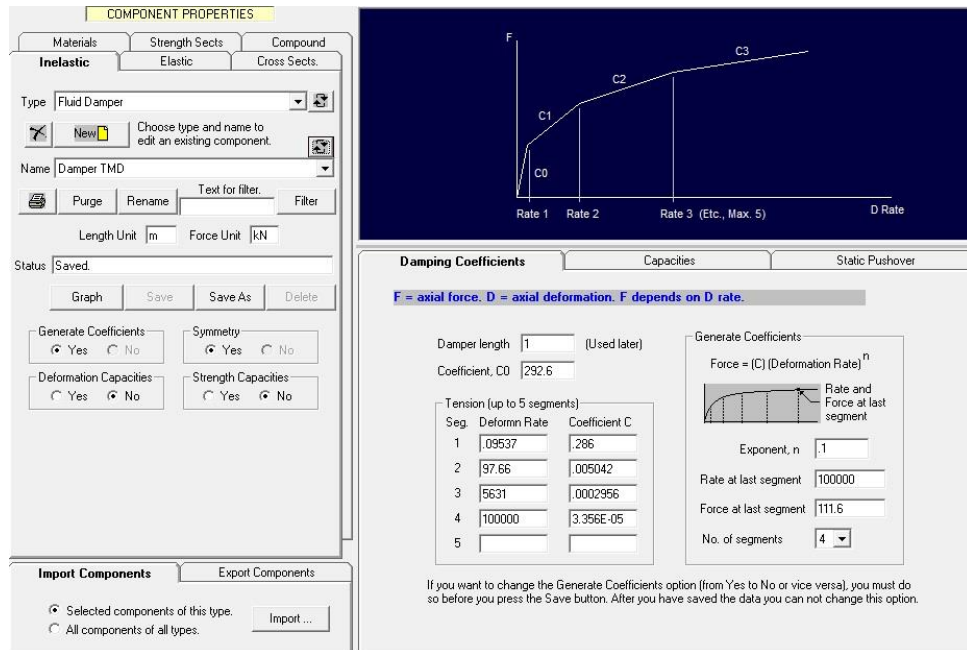 COMPONENT PROPERTIES
Materials Strength Sects Compound
Inelastic Elastic Cross Sects.
Type Fluid Damper
New Choose type and name to
edit an existing component.
Name Damper TMD
Text for filter.
Purge Rename Filter
Length Unit m Force Unit kN
Status Saved.
Graph Save Save As Delete
Generate Coefficients Symmetry
Yes No Yes No
Deformation Capacities Strength Capacities
Yes No Yes No
Import Components Export Components
Selected components of this type.
All components of all types.
Import ...
F
C3
C2
C1
C0
Rate 1 Rate 2 Rate 3 (Etc., Max. 5) D Rate
Damping Coefficients Capacities Static Pushover
F = axial force. D = axial deformation. F depends on D rate.
Damper length 1 (Used later)
Coefficient, C0 292.6
Tension (up to 5 segments)
Seg. Deformn Rate Coefficient C
1 .09537 .286
2 97.66 .005042
3 5631 .0002956
4 100000 3.356E-05
5
Generate Coefficients
Force = (C) (Deformation Rate) n
Rate and
Force at last
segment
Exponent, n .1
Rate at last segment 100000
Force at last segment 111.6
No. of segments 4
If you want to change the Generate Coefficients option (from Yes to No or vice versa), you must do
so before you press the Save button. After you have saved the data you can not change this option.